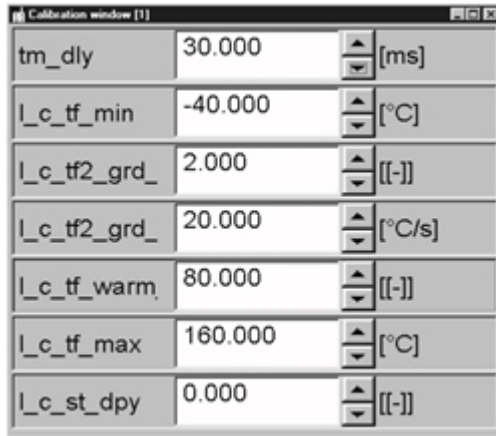 Calibration window [1]
tm_dly 30.000 [ms]
l_c_tf_min -40.000 [°C]
l_c_tf2_grd_ 2.000 [[-]]
l_c_tf2_grd_ 20.000 [°C/s]
l_c_tf_warm_ 80.000 [[-]]
l_c_tf_max 160.000 [°C]
l_c_st_dpy 0.000 [[-]]